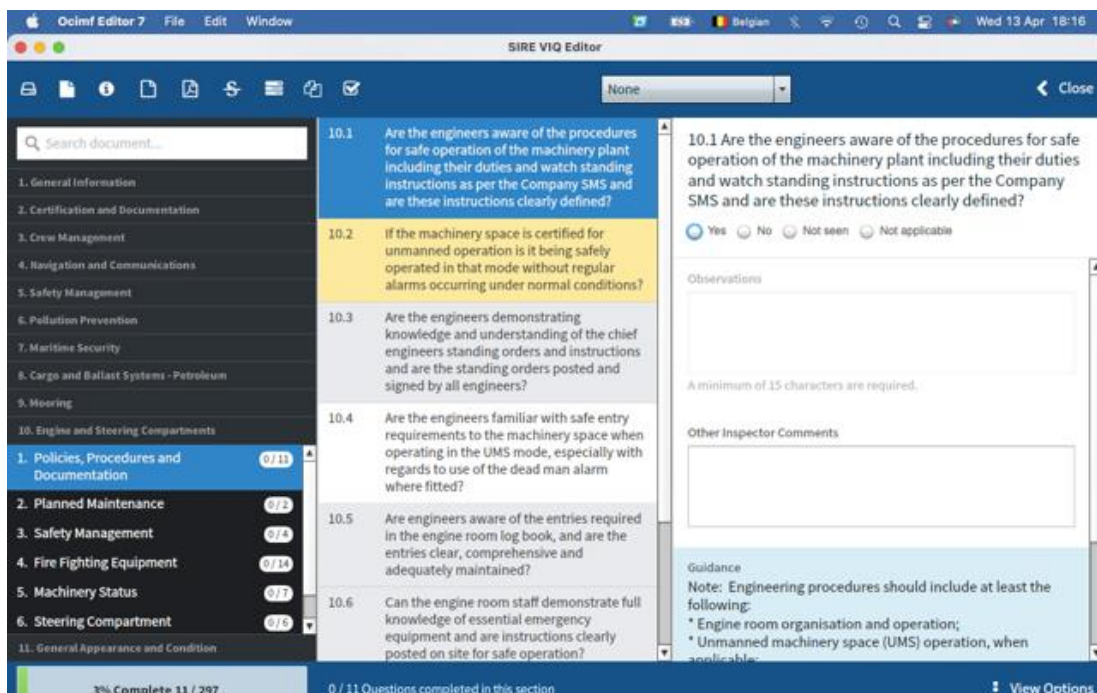 Ocimf Editor 7 File Edit Window
Belgian Wed 13 Apr 18:16
SIRE VIQ Editor
None
Close
Search document...
1. General Information
2. Certification and Documentation
3. Crew Management
4. Navigation and Communications
5. Safety Management
6. Pollution Prevention
7. Maritime Security
8. Cargo and Ballast Systems - Petroleum
9. Mooring
10. Engine and Steering Compartments
1. Policies, Procedures and 0/11
Documentation
2. Planned Maintenance 0/2
3. Safety Management 0/4
4. Fire Fighting Equipment 0/14
5. Machinery Status 0/7
6. Steering Compartment 0/6
11. General Appearance and Condition
3% Complete 11 / 297
10.1 Are the engineers aware of the procedures
for safe operation of the machinery plant
including their duties and watch standing
instructions as per the Company SMS and
are these instructions clearly defined?
10.2 If the machinery space is certified for
unmanned operation is it being safely
operated in that mode without regular
alarms occurring under normal conditions?
10.3 Are the engineers demonstrating
knowledge and understanding of the chief
engineers standing orders and instructions
and are the standing orders posted and
signed by all engineers?
10.4 Are the engineers familiar with safe entry
requirements to the machinery space when
operating in the UMS mode, especially with
regards to use of the dead man alarm
where fitted?
10.5 Are engineers aware of the entries required
in the engine room log book, and are the
entries clear, comprehensive and
adequately maintained?
10.6 Can the engine room staff demonstrate full
knowledge of essential emergency
equipment and are instructions clearly
posted on site for safe operation?
0 / 11 Questions completed in this section
10.1 Are the engineers aware of the procedures for safe
operation of the machinery plant including their duties
and watch standing instructions as per the Company
SMS and are these instructions clearly defined?
Yes No Not seen Not applicable
Observations
A minimum of 15 characters are required.
Other Inspector Comments
Guidance
Note: Engineering procedures should include at least the
following:
* Engine room organisation and operation;
* Unmanned machinery space (UMS) operation, when
applicable;
View Options